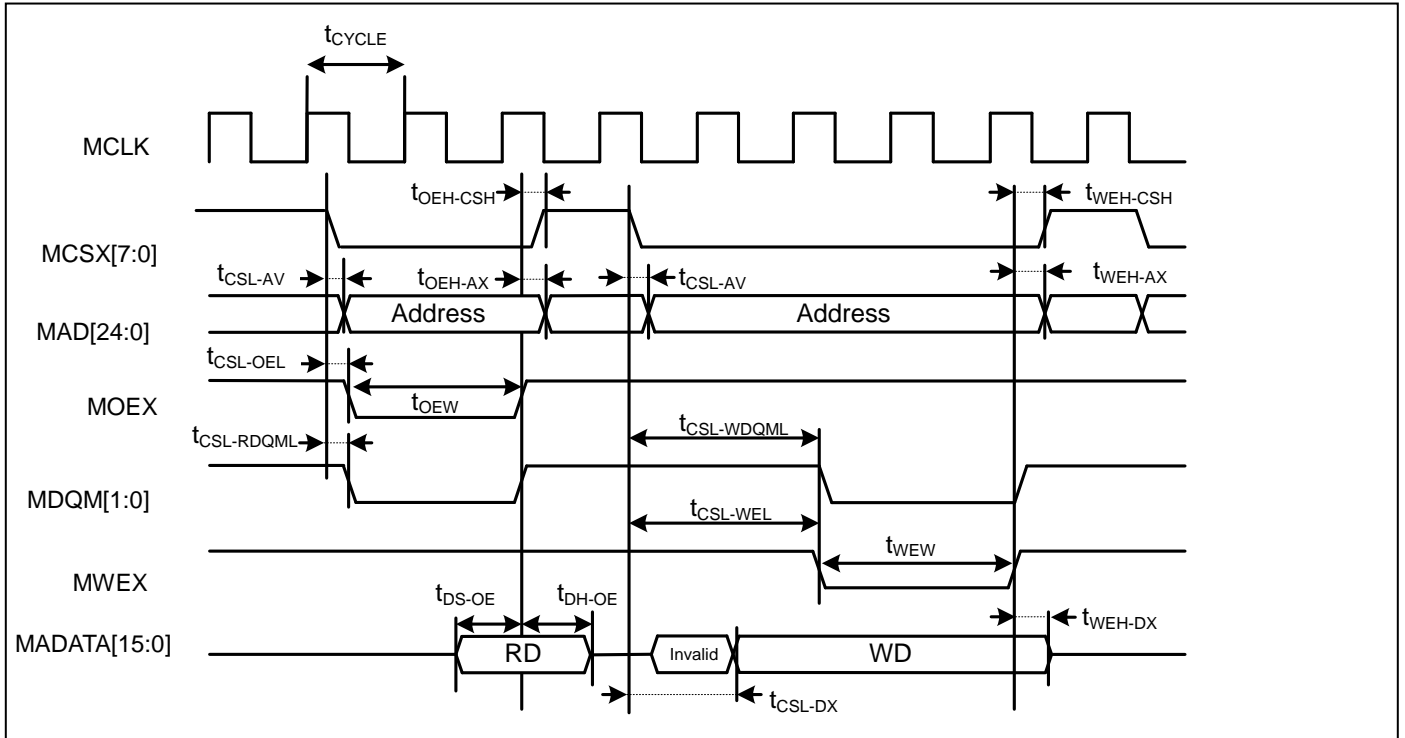 tCYCLE
MCLK
tOEH-CSH
tWEH-CSH
MCSX[7:0]
tCSL-AV
tOEH-AX
tCSL-AV
tWEH-AX
Address
Address
MAD[24:0]
tCSL-OEL
tOEW
MOEX
tCSL-RDQML
tCSL-WDQML
MDQM[1:0]
tCSL-WEL
tWEW
MWEX
tDS-OE
tDH-OE
tWEH-DX
MADATA[15:0]
RD
Invalid
WD
tCSL-DX